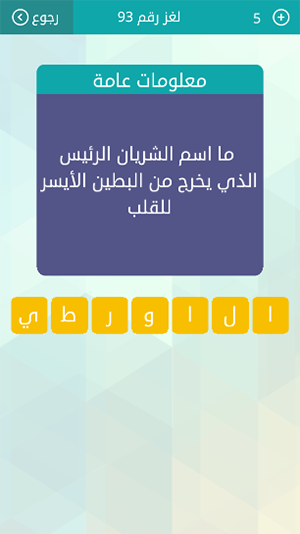 رجوع
لغز رقم 93
5
معلومات عامة
ما اسم الشريان الرئيس
الذي يخرج من البطين الأيسر
للقلب
ا ل ا و ر ط ي